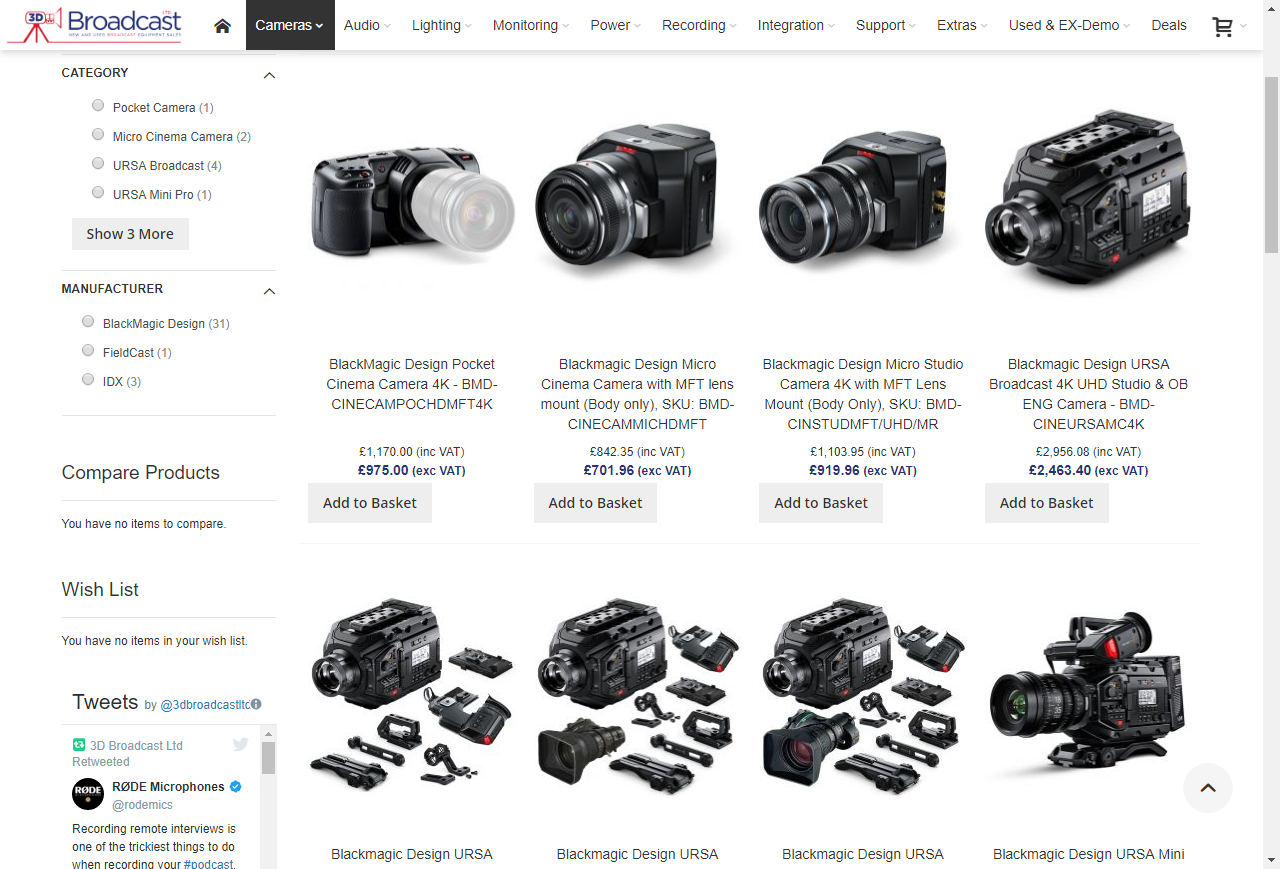 3D Broadcast LTD
NEW AND USED BROADCAST EQUIPMENT SALES
Cameras
Audio
Lighting
Monitoring
Power
Recording
Integration
Support
Extras
Used & EX-Demo
Deals
CATEGORY
Pocket Camera (1)
Micro Cinema Camera (2)
URSA Broadcast (4)
URSA Mini Pro (1)
Show 3 More
MANUFACTURER
BlackMagic Design (31)
FieldCast (1)
IDX (3)
Compare Products
You have no items to compare.
Wish List
You have no items in your wish list.
Tweets by @3dbroadcastltd
3D Broadcast Ltd
Retweeted
RØDE
RØDE Microphones
@rodemics
Recording remote interviews is
one of the trickiest things to do
when recording your #podcast.
BlackMagic Design Pocket
Cinema Camera 4K - BMD-
CINECAMPOCHDMFT4K
£1,170.00 (inc VAT)
£975.00 (exc VAT)
Add to Basket
Blackmagic Design Micro
Cinema Camera with MFT lens
mount (Body only), SKU: BMD-
CINECAMMICHDMFT
£842.35 (inc VAT)
£701.96 (exc VAT)
Add to Basket
Blackmagic Design Micro Studio
Camera 4K with MFT Lens
Mount (Body Only), SKU: BMD-
CINSTUDMFT/UHD/MR
£1,103.95 (inc VAT)
£919.96 (exc VAT)
Add to Basket
Blackmagic Design URSA
Broadcast 4K UHD Studio & OB
ENG Camera - BMD-
CINEURSAMC4K
£2,956.08 (inc VAT)
£2,463.40 (exc VAT)
Add to Basket
Blackmagic Design URSA
Blackmagic Design URSA
Blackmagic Design URSA
Blackmagic Design URSA Mini